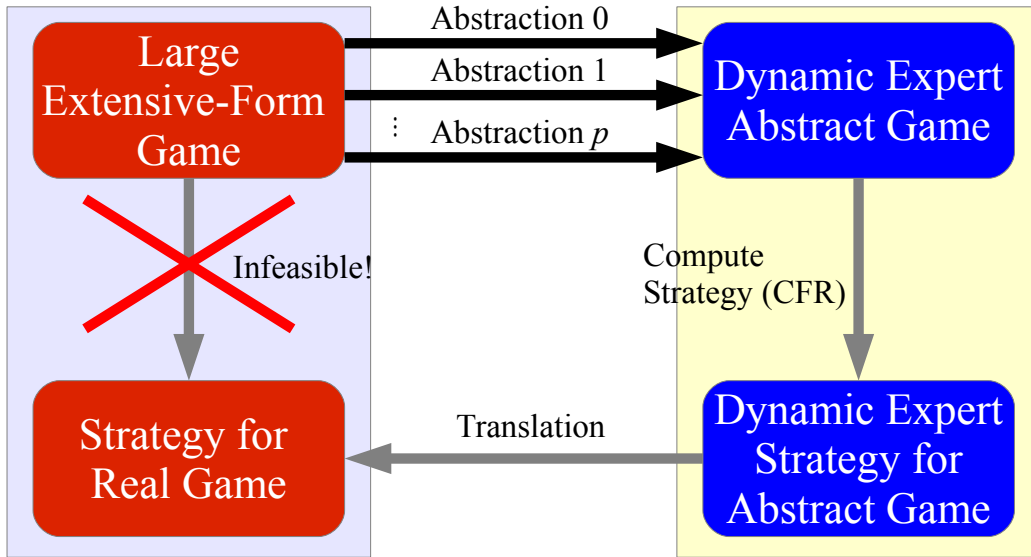 Large
Extensive-Form
Game
Abstraction 0
Abstraction 1
⋮
Abstraction p
Dynamic Expert
Abstract Game
Infeasible!
Compute
Strategy (CFR)
Strategy for
Real Game
Translation
Dynamic Expert
Strategy for
Abstract Game